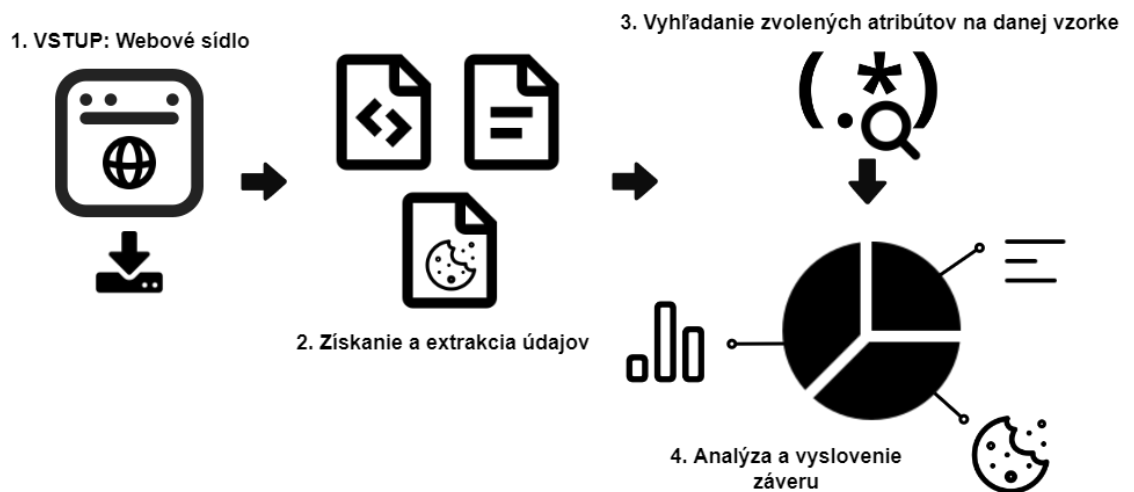 1. VSTUP: Webové sídlo
2. Získanie a extrakcia údajov
3. Vyhľadanie zvolených atribútov na danej vzorke
(.*)
4. Analýza a vyslovenie
záveru